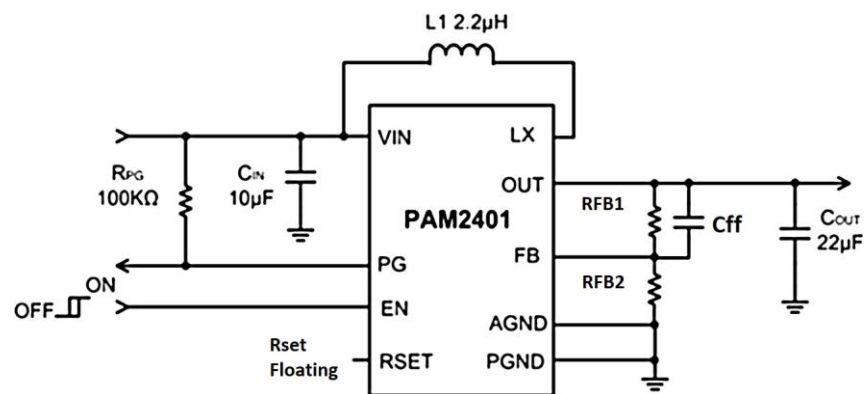 L1 2.2µH
VIN
LX
RPG
100KΩ
CIN
10µF
OUT
RFB1
Cff
COUT
22µF
PAM2401
PG
FB
RFB2
ON
OFF
EN
AGND
Rset
Floating
RSET
PGND